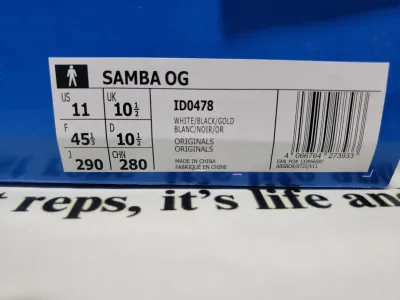 SAMBA OG
US 11 UK 10½
F 45⅓ D 10½
J 290 CHN 280
ID0478
WHITE/BLACK/GOLD
BLANC/NOIR/OR
ORIGINALS
ORIGINALS
MADE IN CHINA
FABRIQUÉ EN CHINE
4 066764 273933
reps, it's life and